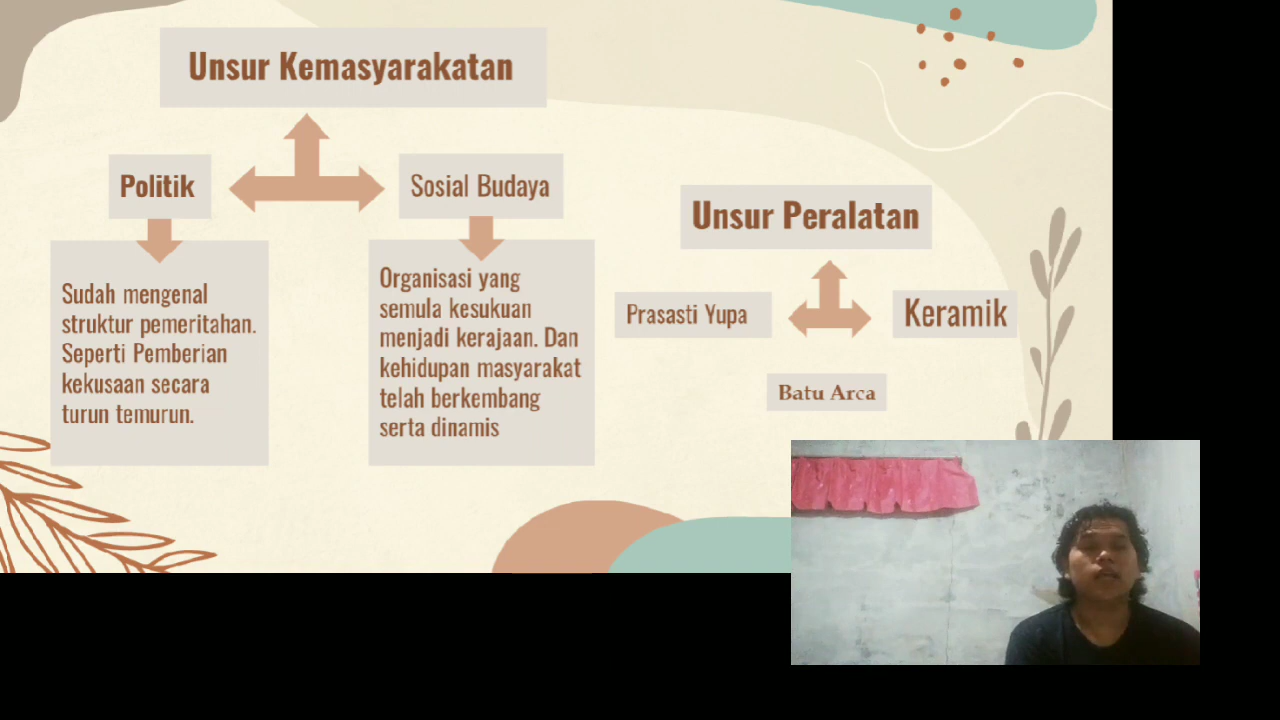 Unsur Kemasyarakatan
Politik
Sosial Budaya
Sudah mengenal
struktur pemeritahan.
Seperti Pemberian
kekusaan secara
turun temurun.
Organisasi yang
semula kesukuan
menjadi kerajaan. Dan
kehidupan masyarakat
telah berkembang
serta dinamis
Unsur Peralatan
Prasasti Yupa
Keramik
Batu Arca